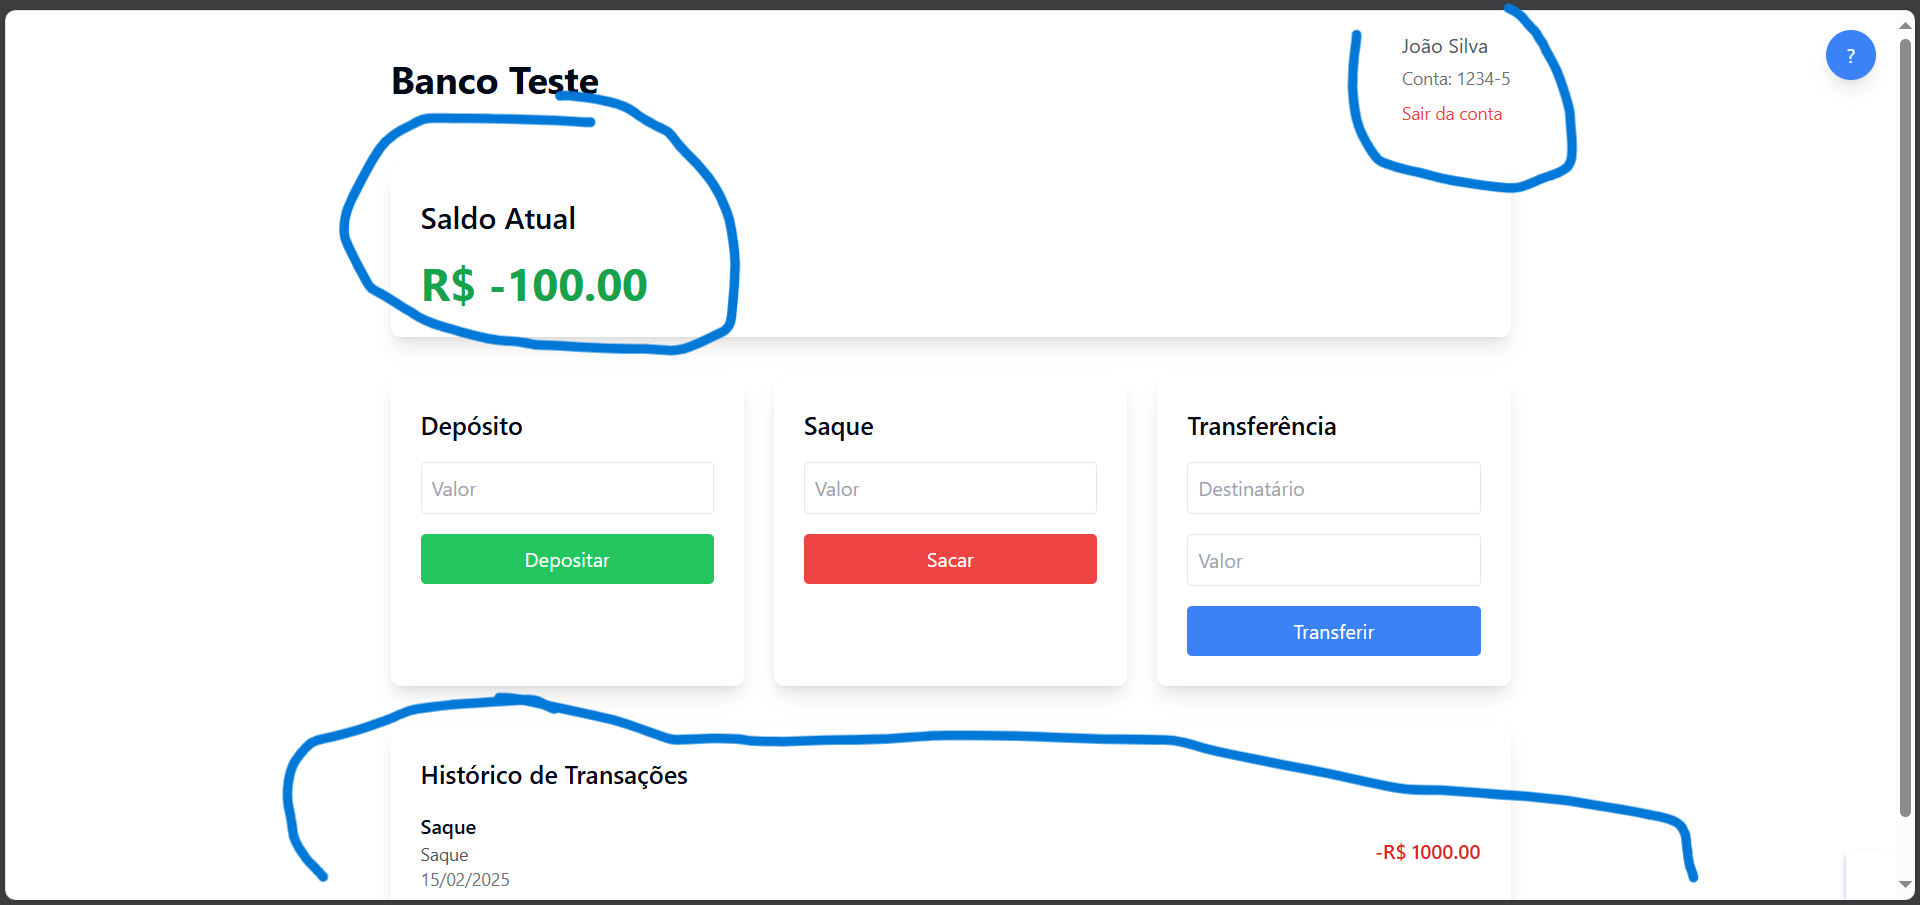 Banco Teste
João Silva
Conta: 1234-5
Sair da conta
?
Saldo Atual
R$ -100.00
Depósito
Valor
Depositar
Saque
Valor
Sacar
Transferência
Destinatário
Valor
Transferir
Histórico de Transações
Saque
Saque
15/02/2025
-R$ 1000.00